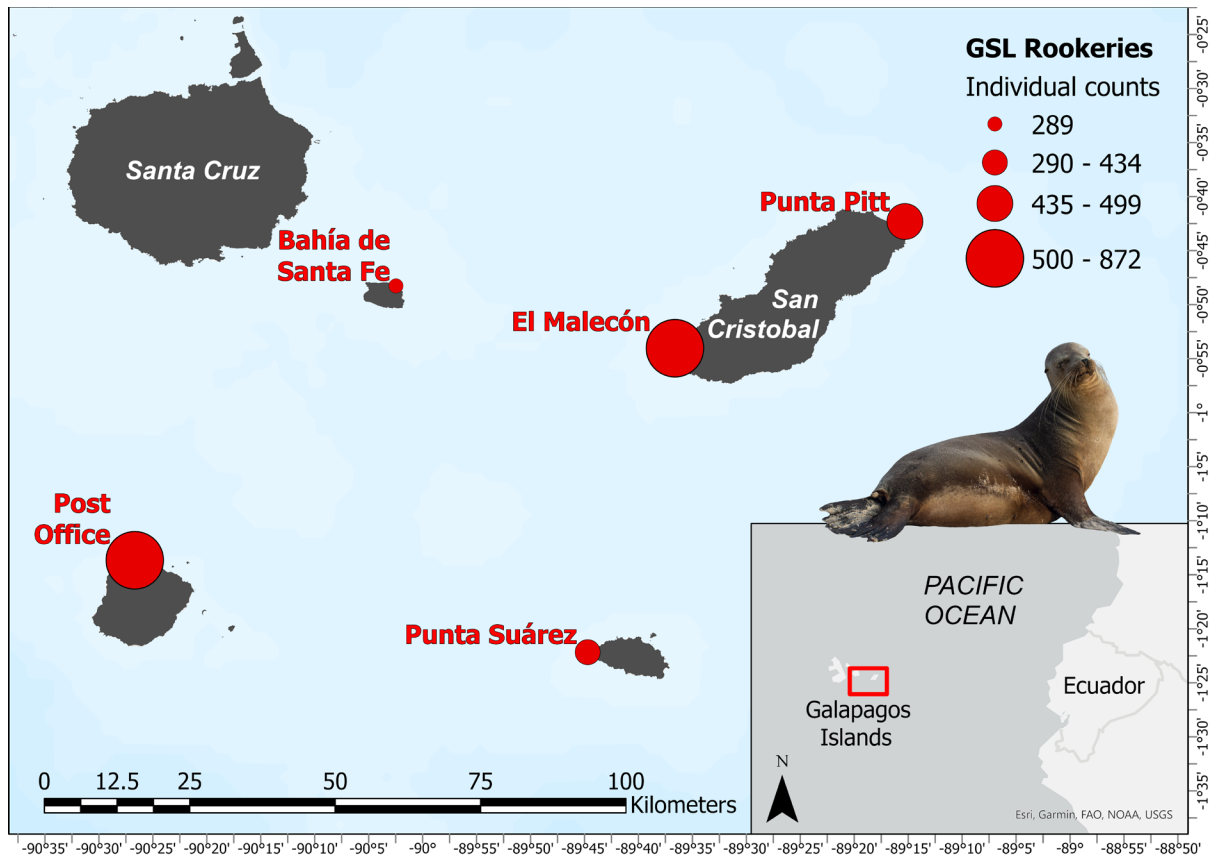 GSL Rookeries
Individual counts
289
290 - 434
435 - 499
500 - 872
Santa Cruz
Bahía de
Santa Fe
Punta Pitt
San
Cristobal
El Malecón
Post
Office
Punta Suárez
PACIFIC
OCEAN
Galapagos
Islands
Ecuador
N
Esri, Garmin, FAO, NOAA, USGS
0 12.5 25 50 75 100
Kilometers
-0°25'
-0°30'
-0°35'
-0°40'
-0°45'
-0°50'
-0°55'
-1°
-1°5'
-1°10'
-1°15'
-1°20'
-1°25'
-1°30'
-1°35'
-90°35' -90°30' -90°25' -90°20' -90°15' -90°10' -90°5' -90° -89°55' -89°50' -89°45' -89°40' -89°35' -89°30' -89°25' -89°20' -89°15' -89°10' -89°5' -89° -88°55' -88°50'